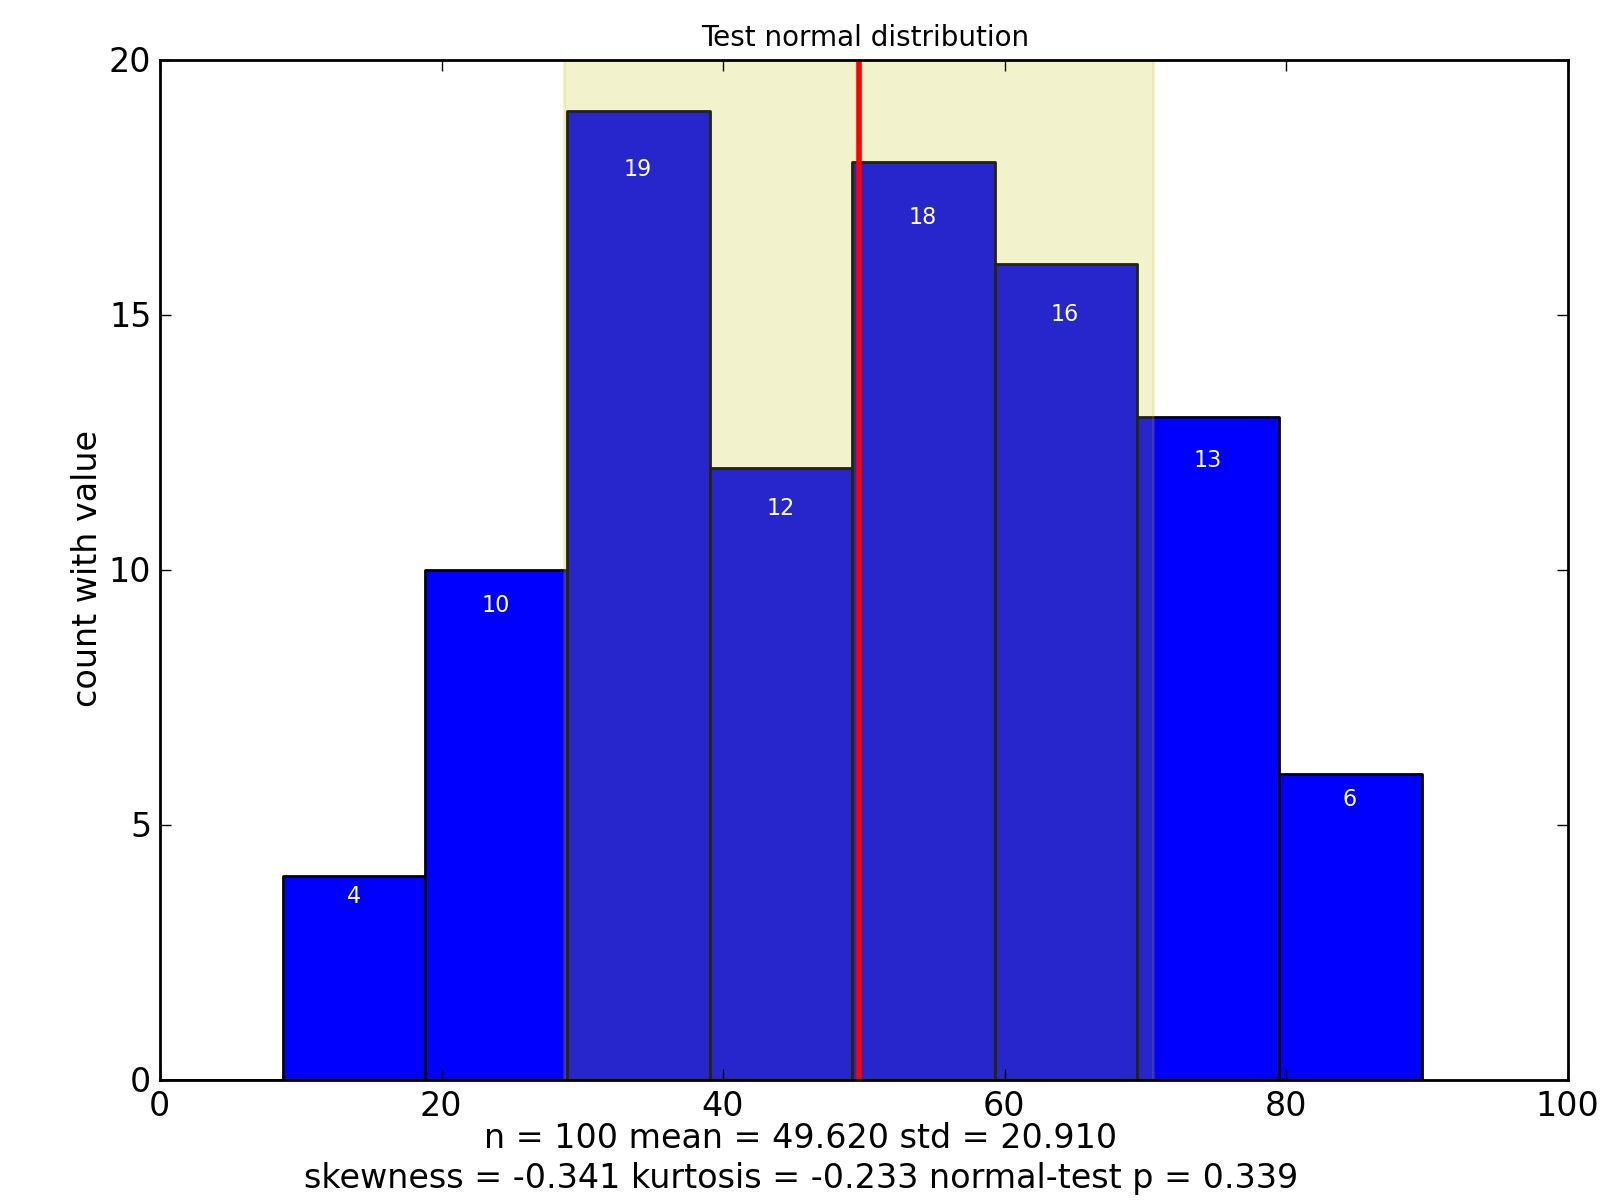 Test normal distribution
20
15
10
5
0
count with value
19
18
16
13
12
10
6
4
0 20 40 60 80 100
n = 100 mean = 49.620 std = 20.910
skewness = -0.341 kurtosis = -0.233 normal-test p = 0.339